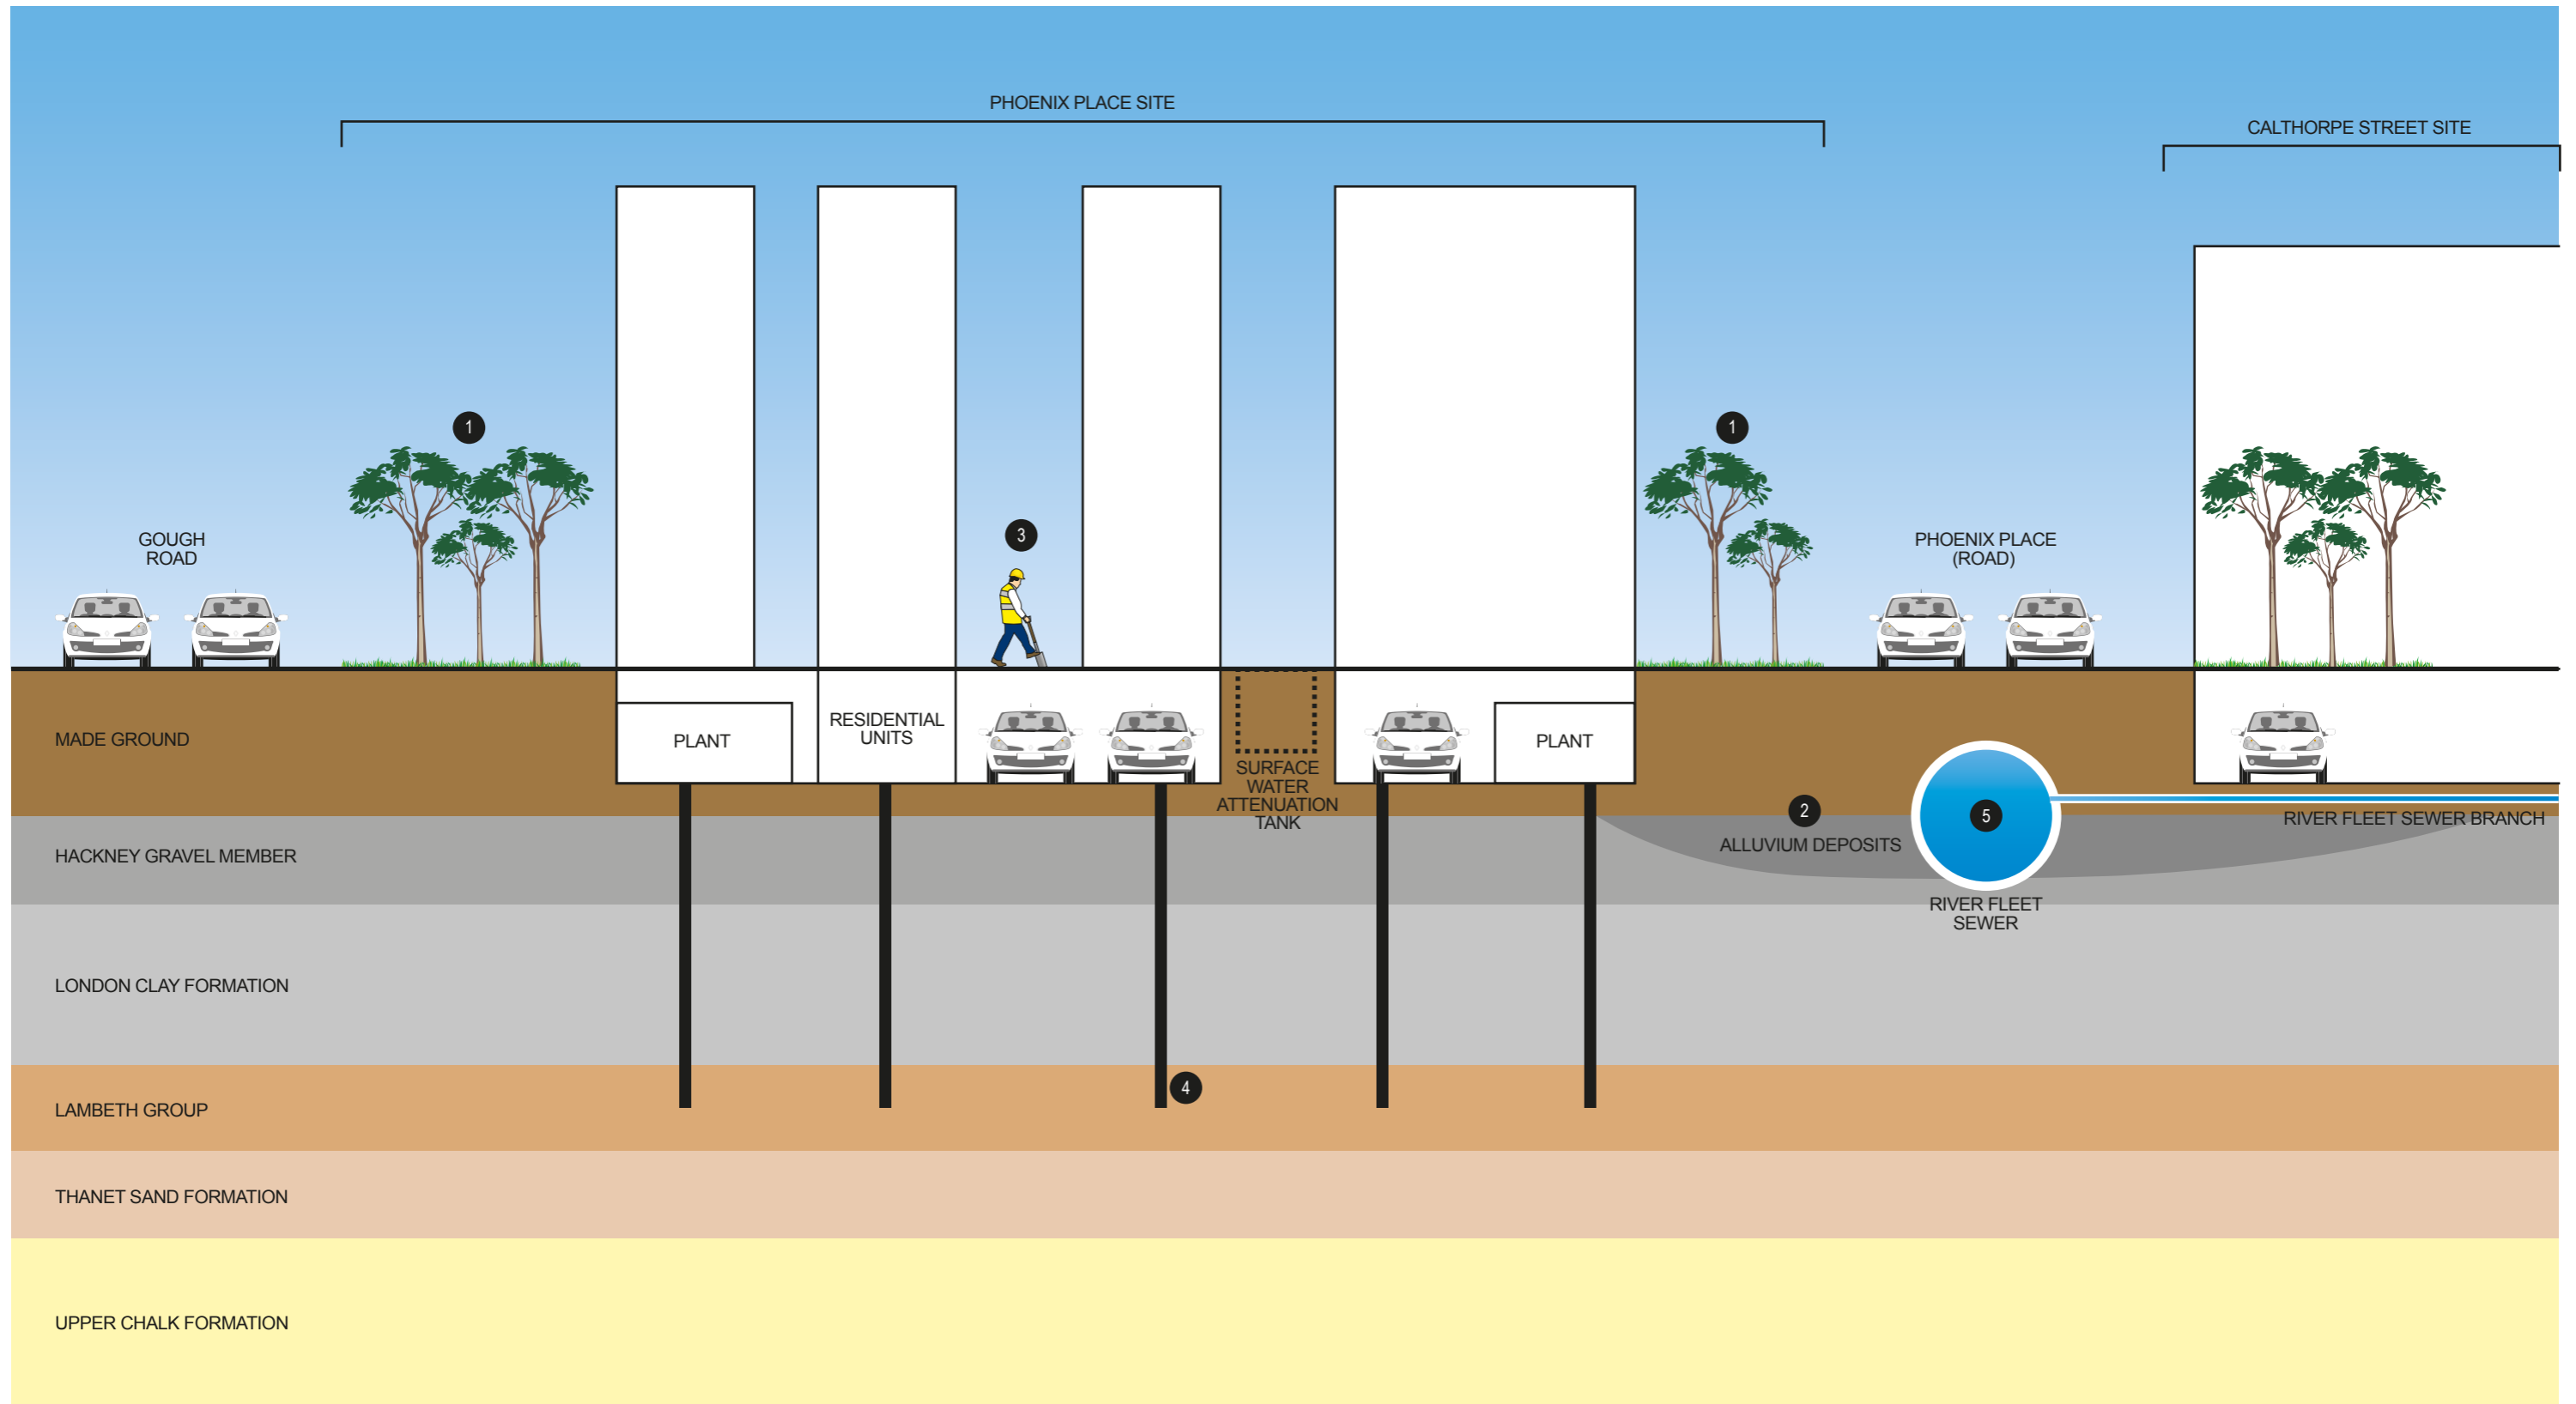 PHOENIX PLACE SITE
CALTHORPE STREET SITE
1
1
3
GOUGH
ROAD
PHOENIX PLACE
(ROAD)
MADE GROUND
PLANT
RESIDENTIAL
UNITS
SURFACE
WATER
ATTENUATION
TANK
PLANT
2
ALLUVIUM DEPOSITS
5
RIVER FLEET SEWER BRANCH
HACKNEY GRAVEL MEMBER
RIVER FLEET
SEWER
LONDON CLAY FORMATION
4
LAMBETH GROUP
THANET SAND FORMATION
UPPER CHALK FORMATION